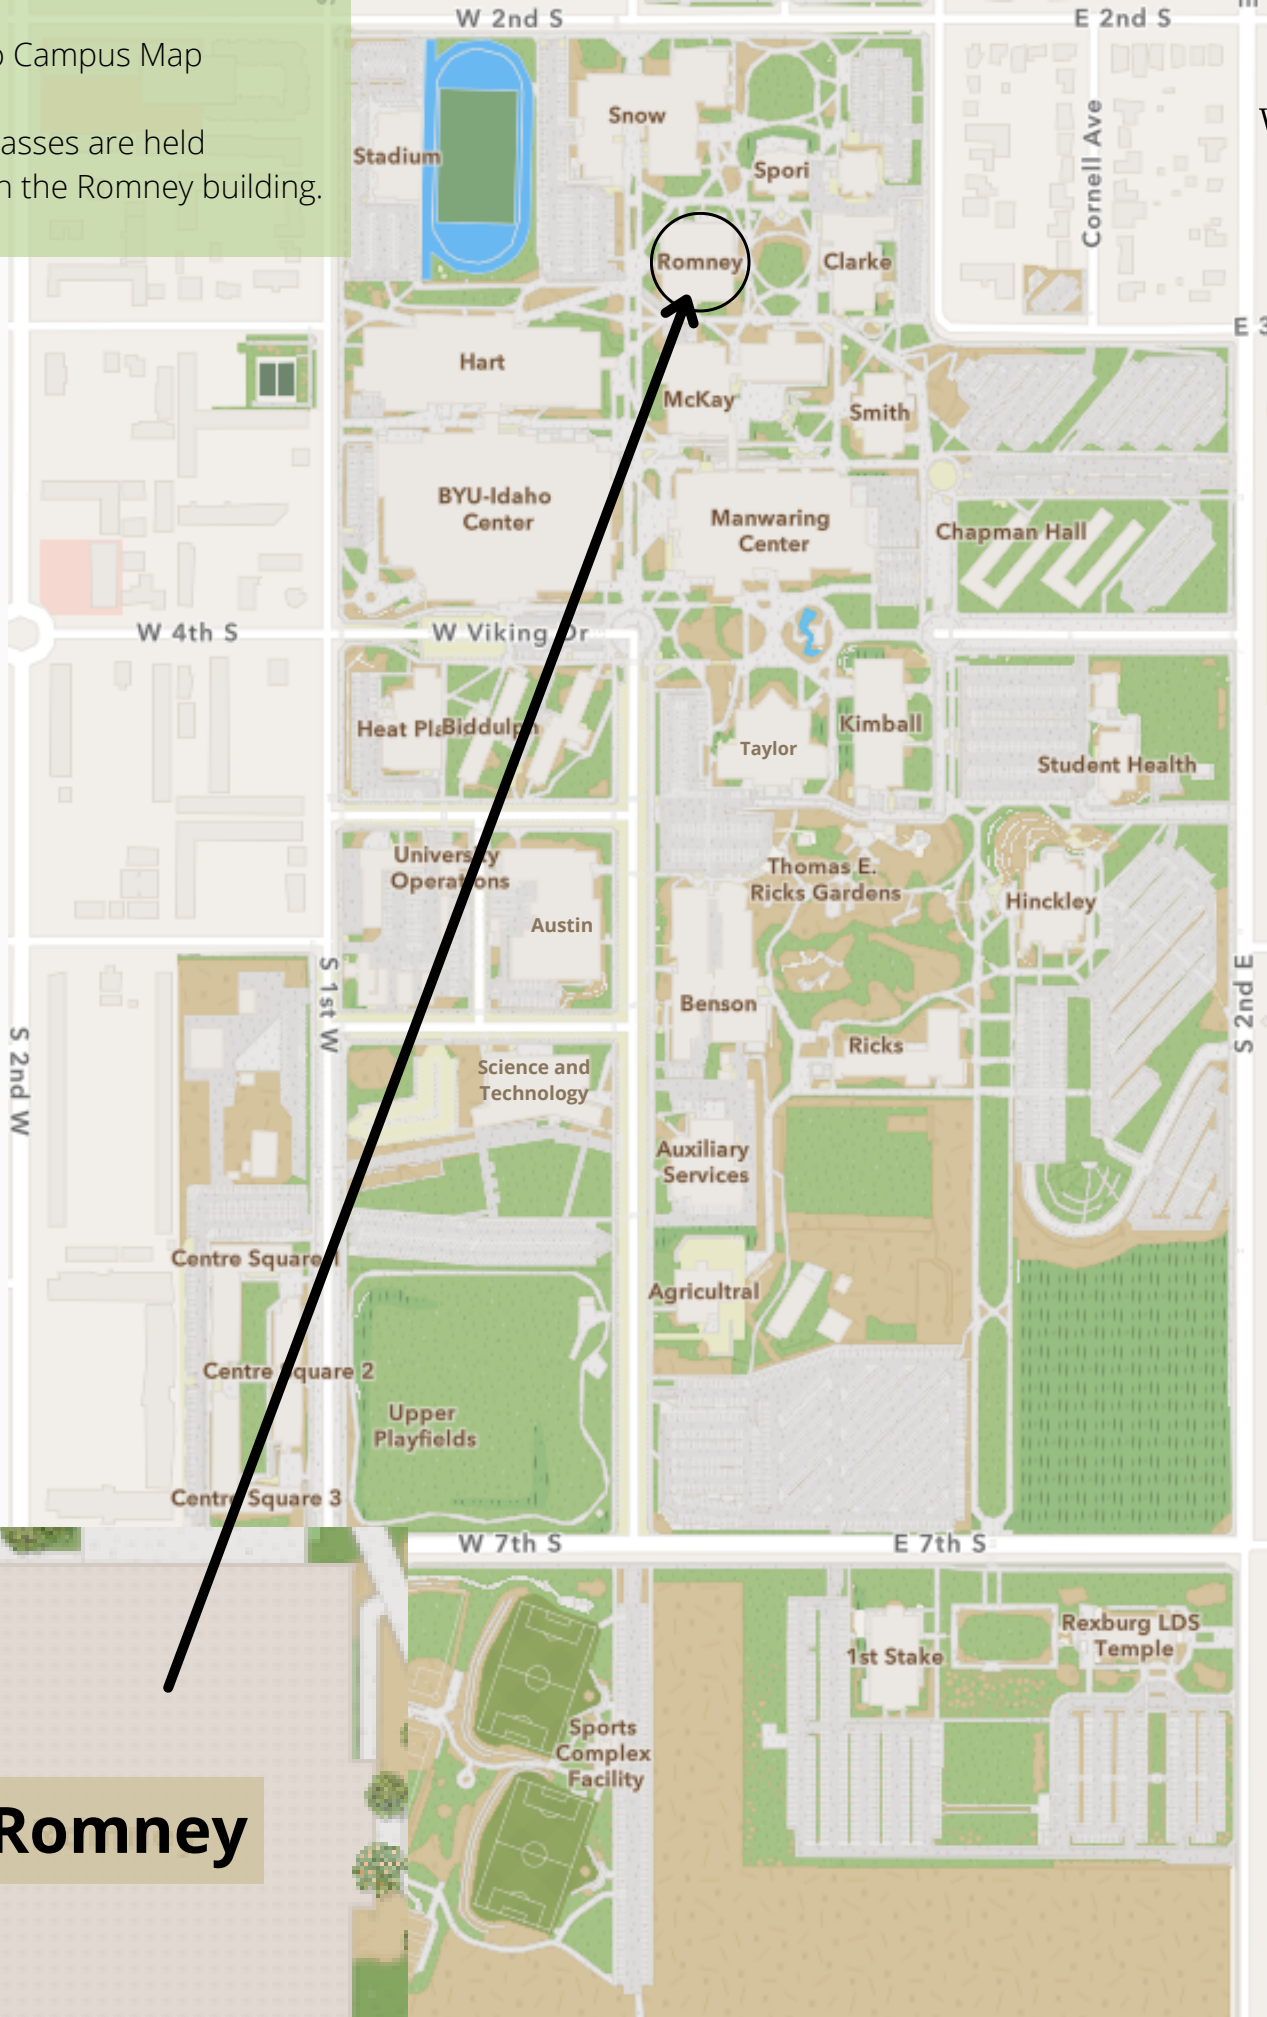 W 2nd S
E 2nd S
Campus Map
are held
the Romney building.
Cornell Ave
Snow
Stadium
Spori
Romney
Clarke
E 3
Hart
McKay
Smith
BYU-Idaho
Center
Manwaring
Center
Chapman Hall
W 4th S
W Viking Dr
Heat Pla
Biddulph
Taylor
Kimball
Student Health
University
Operations
Austin
Thomas E.
Ricks Gardens
Hinckley
S 1st W
S 2nd W
S 2nd E
Benson
Ricks
Science and
Technology
Auxiliary
Services
Centre Square 1
Agricultral
Centre Square 2
Upper
Playfields
Centre Square 3
W 7th S
E 7th S
1st Stake
Rexburg LDS
Temple
Sports
Complex
Facility
Romney